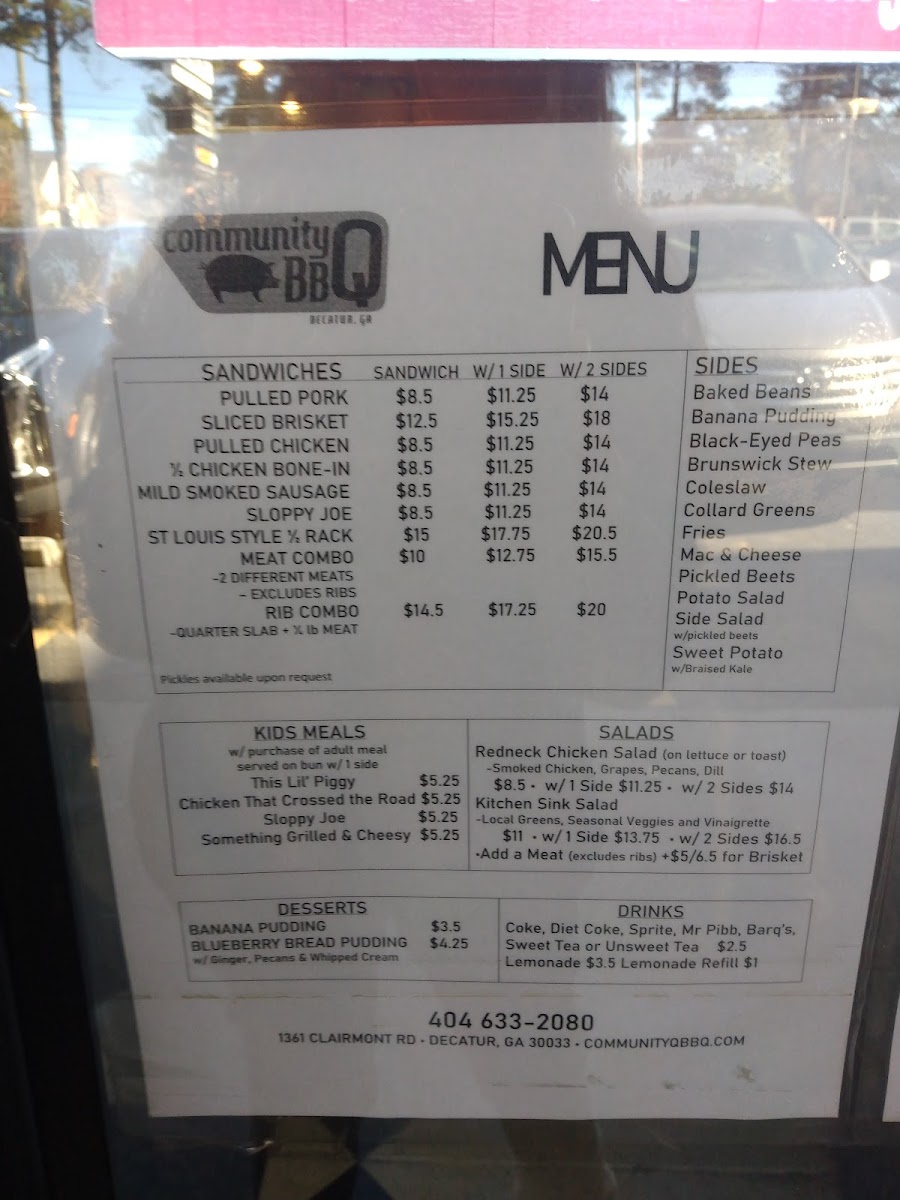 community
BBQ
DECATUR, GA
MENU
SANDWICHES SANDWICH W/ 1 SIDE W/ 2 SIDES
PULLED PORK $8.5 $11.25 $14
SLICED BRISKET $12.5 $15.25 $18
PULLED CHICKEN $8.5 $11.25 $14
½ CHICKEN BONE-IN $8.5 $11.25 $14
MILD SMOKED SAUSAGE $8.5 $11.25 $14
SLOPPY JOE $8.5 $11.25 $14
ST LOUIS STYLE ½ RACK $15 $17.75 $20.5
MEAT COMBO $10 $12.75 $15.5
-2 DIFFERENT MEATS
- EXCLUDES RIBS
RIB COMBO $14.5 $17.25 $20
-QUARTER SLAB + ¼ lb MEAT
Pickles available upon request
SIDES
Baked Beans
Banana Pudding
Black-Eyed Peas
Brunswick Stew
Coleslaw
Collard Greens
Fries
Mac & Cheese
Pickled Beets
Potato Salad
Side Salad
w/pickled beets
Sweet Potato
w/Braised Kale
KIDS MEALS
w/ purchase of adult meal
served on bun w/ 1 side
This Lil' Piggy $5.25
Chicken That Crossed the Road $5.25
Sloppy Joe $5.25
Something Grilled & Cheesy $5.25
SALADS
Redneck Chicken Salad (on lettuce or toast)
-Smoked Chicken, Grapes, Pecans, Dill
$8.5 • w/ 1 Side $11.25 • w/ 2 Sides $14
Kitchen Sink Salad
-Local Greens, Seasonal Veggies and Vinaigrette
$11 • w/ 1 Side $13.75 • w/ 2 Sides $16.5
•Add a Meat (excludes ribs) +$5/6.5 for Brisket
DESSERTS
BANANA PUDDING $3.5
BLUEBERRY BREAD PUDDING $4.25
w/ Ginger, Pecans & Whipped Cream
DRINKS
Coke, Diet Coke, Sprite, Mr Pibb, Barq's,
Sweet Tea or Unsweet Tea $2.5
Lemonade $3.5 Lemonade Refill $1
404 633-2080
1361 CLAIRMONT RD • DECATUR, GA 30033 • COMMUNITYQBBQ.COM